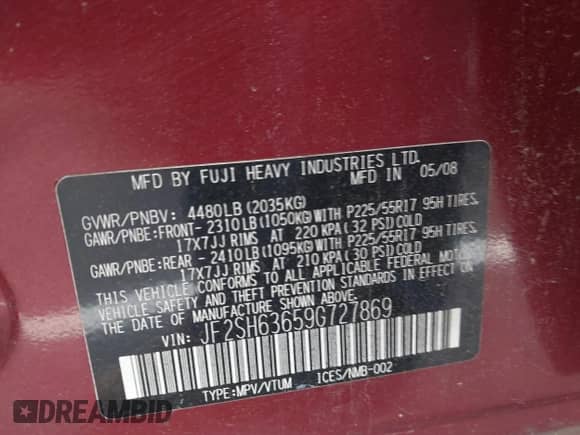 MFD BY FUJI HEAVY INDUSTRIES LTD.
MFD IN 05/08
GVWR/PNBV: 4480LB(2035KG)
GAWR/PNBE:FRONT- 2310LB(1050KG)WITH P225/55R17 95H TIRES.
17X7JJ RIMS AT 220 KPA( 32 PSI)COLD
GAWR/PNBE:REAR - 2410LB(1095KG)WITH P225/55R17 95H TIRES.
17X7JJ RIMS AT 210 KPA( 30 PSI)COLD
THIS VEHICLE CONFORMS TO ALL APPLICABLE FEDERAL MOTOR
VEHICLE SAFETY AND THEFT PREVENTION STANDARDS IN EFFECT ON
THE DATE OF MANUFACTURE SHOWN ABOVE.
VIN: JF2SH63659G727869
TYPE:MPV/VTUM ICES/NMB-002
DREAMBID